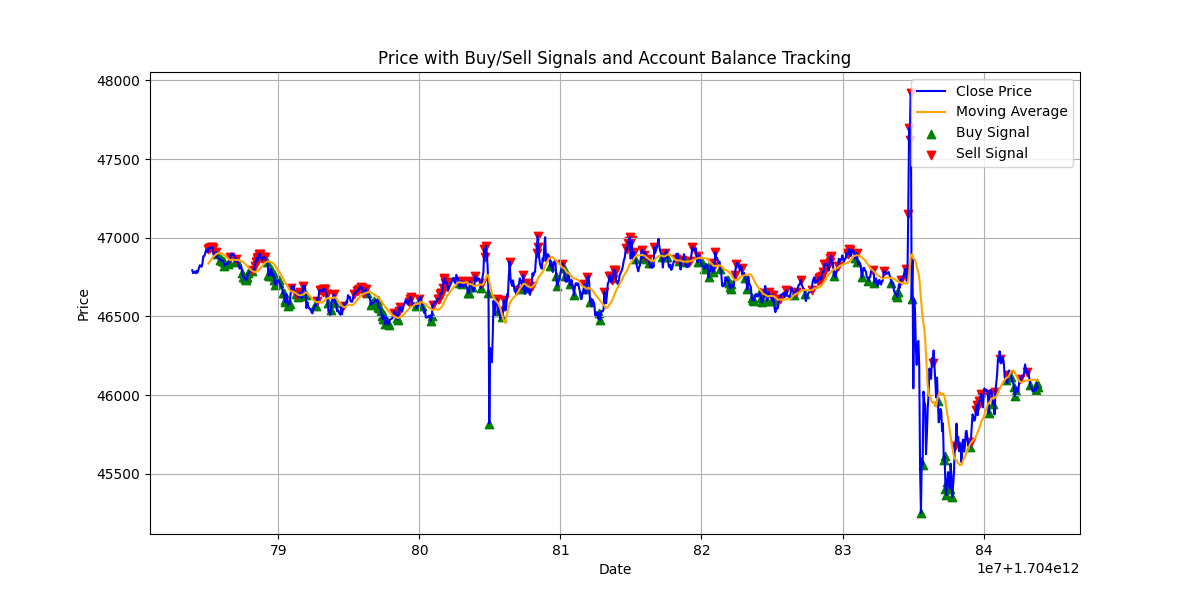 Price with Buy/Sell Signals and Account Balance Tracking
48000
47500
47000
46500
46000
45500
Price
Close Price
Moving Average
Buy Signal
Sell Signal
79 80 81 82 83 84
Date
1e7+1.704e12